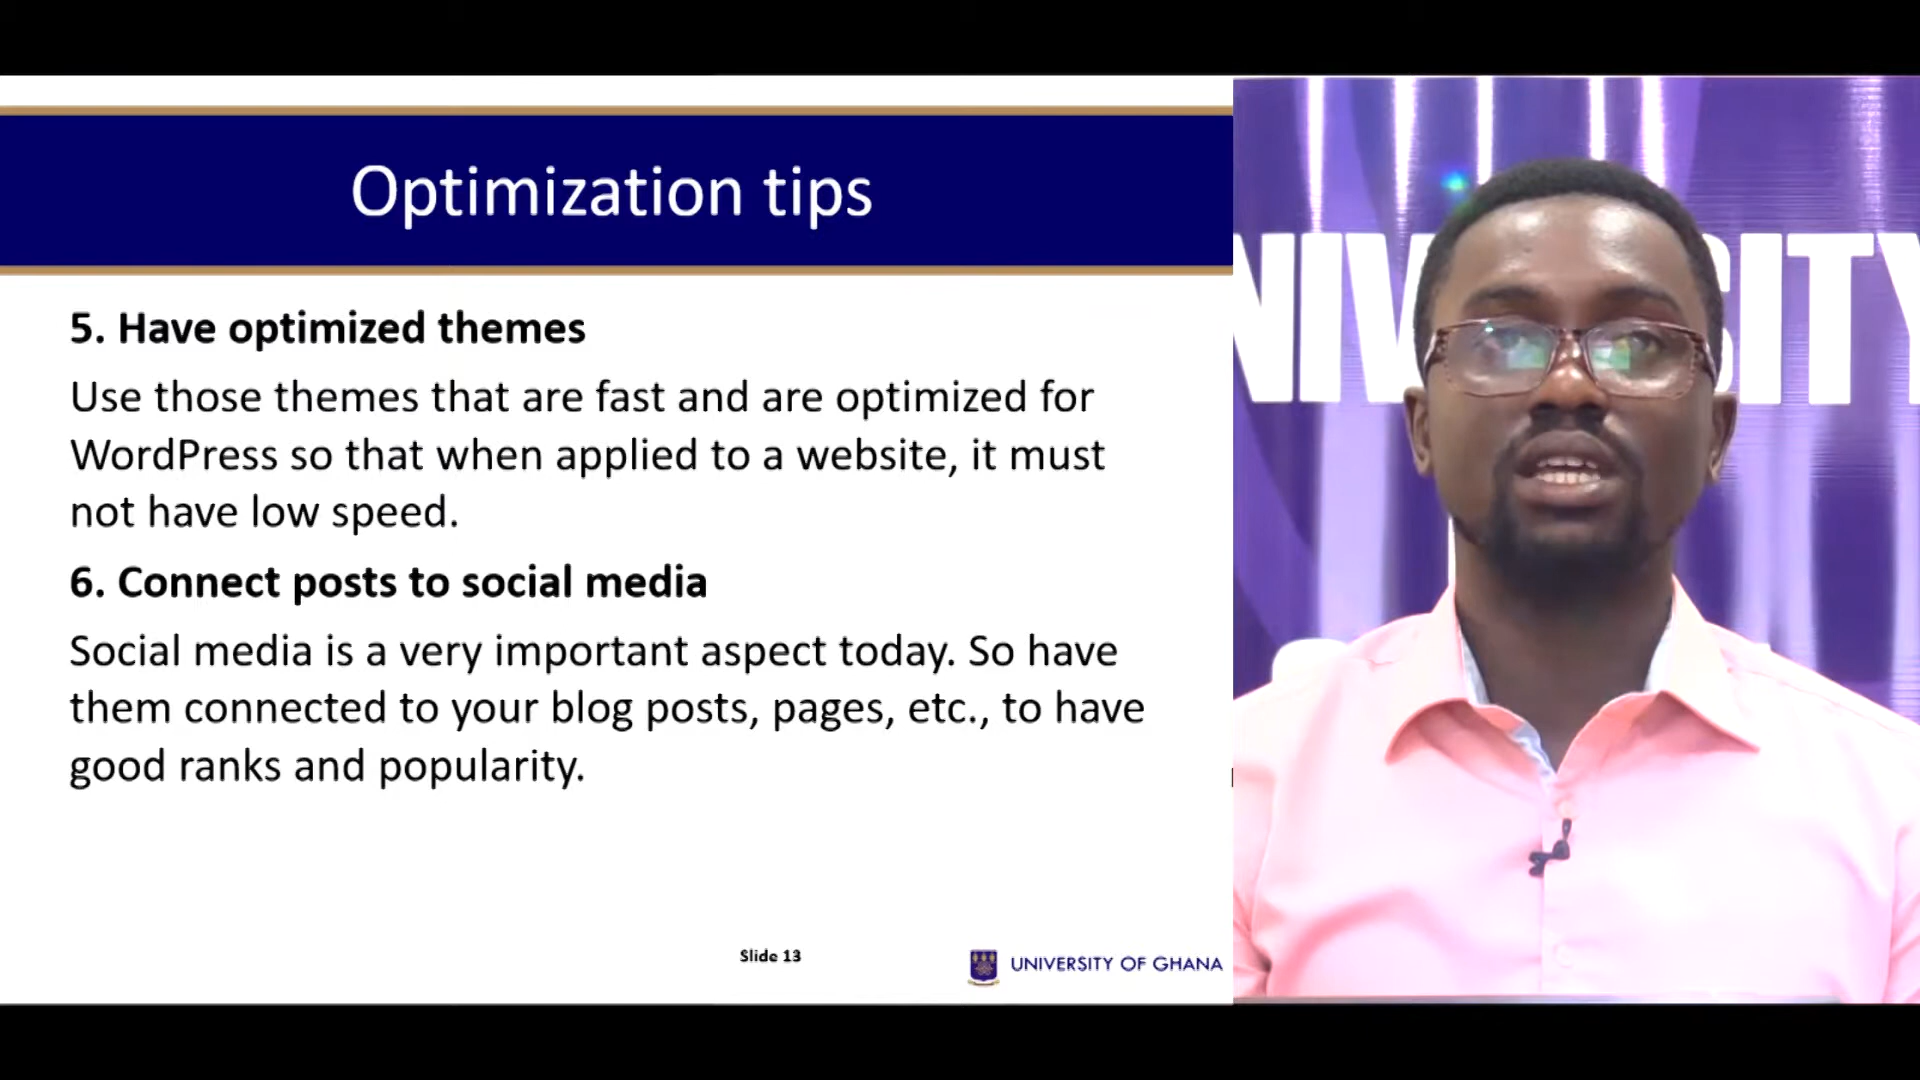 Optimization tips
5. Have optimized themes
Use those themes that are fast and are optimized for
WordPress so that when applied to a website, it must
not have low speed.
6. Connect posts to social media
Social media is a very important aspect today. So have
them connected to your blog posts, pages, etc., to have
good ranks and popularity.
Slide 13
UNIVERSITY OF GHANA